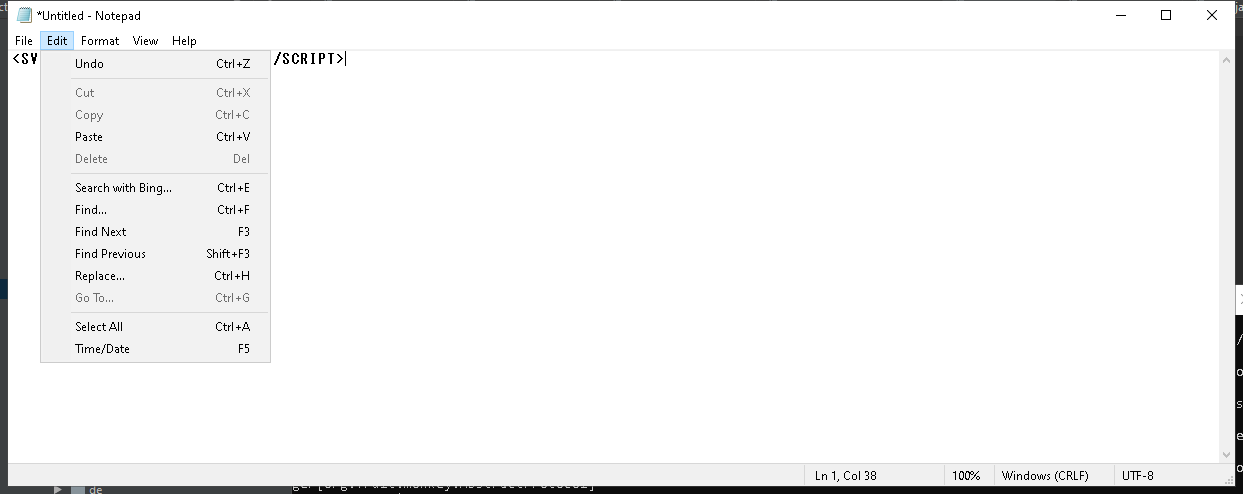 *Untitled - Notepad
File Edit Format View Help
<SV /SCRIPT>
Undo Ctrl+Z
Cut Ctrl+X
Copy Ctrl+C
Paste Ctrl+V
Delete Del
Search with Bing... Ctrl+E
Find... Ctrl+F
Find Next F3
Find Previous Shift+F3
Replace... Ctrl+H
Go To... Ctrl+G
Select All Ctrl+A
Time/Date F5
Ln 1, Col 38 100% Windows (CRLF) UTF-8
de